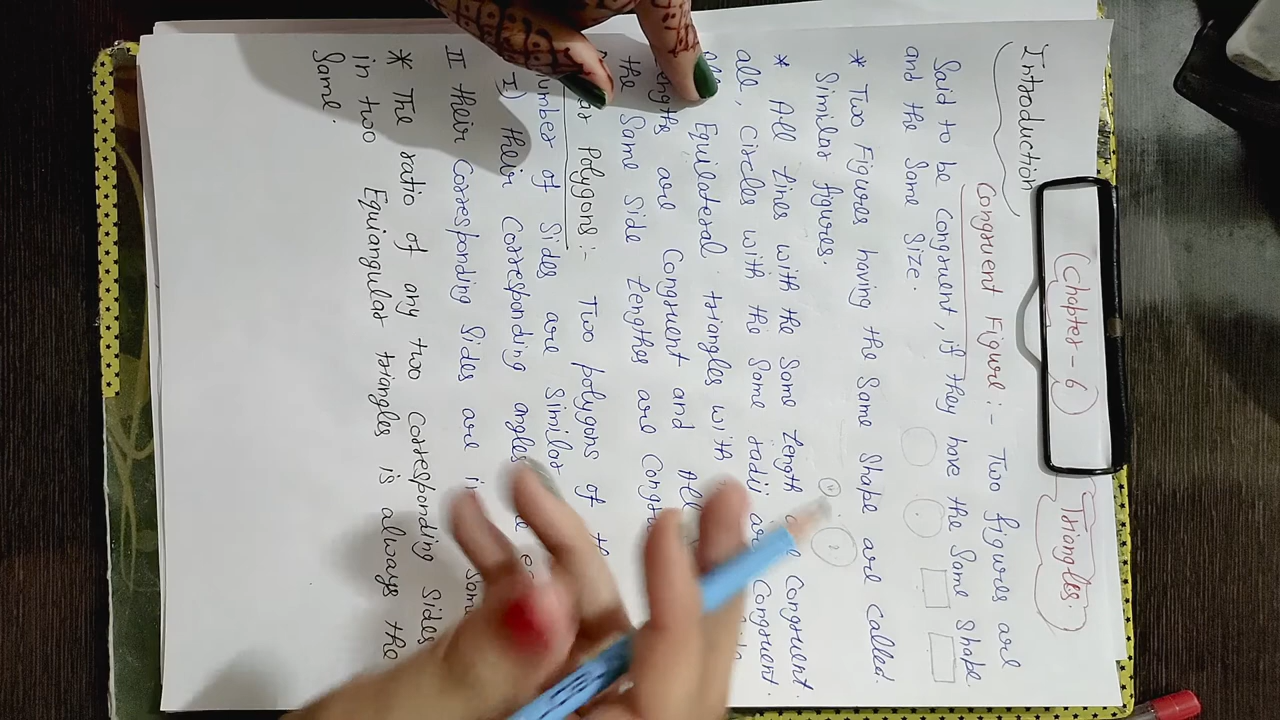 (Chapter - 6) Triangles.
Introduction
Congruent Figure :- Two figures are
Said to be Congruent, if they have the Same Shape
and the Same Size.
* Two Figures having the Same Shape are called
Similar figures.
* All Lines with the Same Length are Congruent.
all, circles with the Same radii are Congruent.
Equilateral triangles with
Lengths are Congruent and All
the Same Side Lengthes are
Polygons :- Two polygons of
number of Sides are Similar
I) their Corresponding angles
II their Corresponding Sides are in Same
* The ratio of any two Corresponding Sides
in two Equiangular triangles is always the
Same.